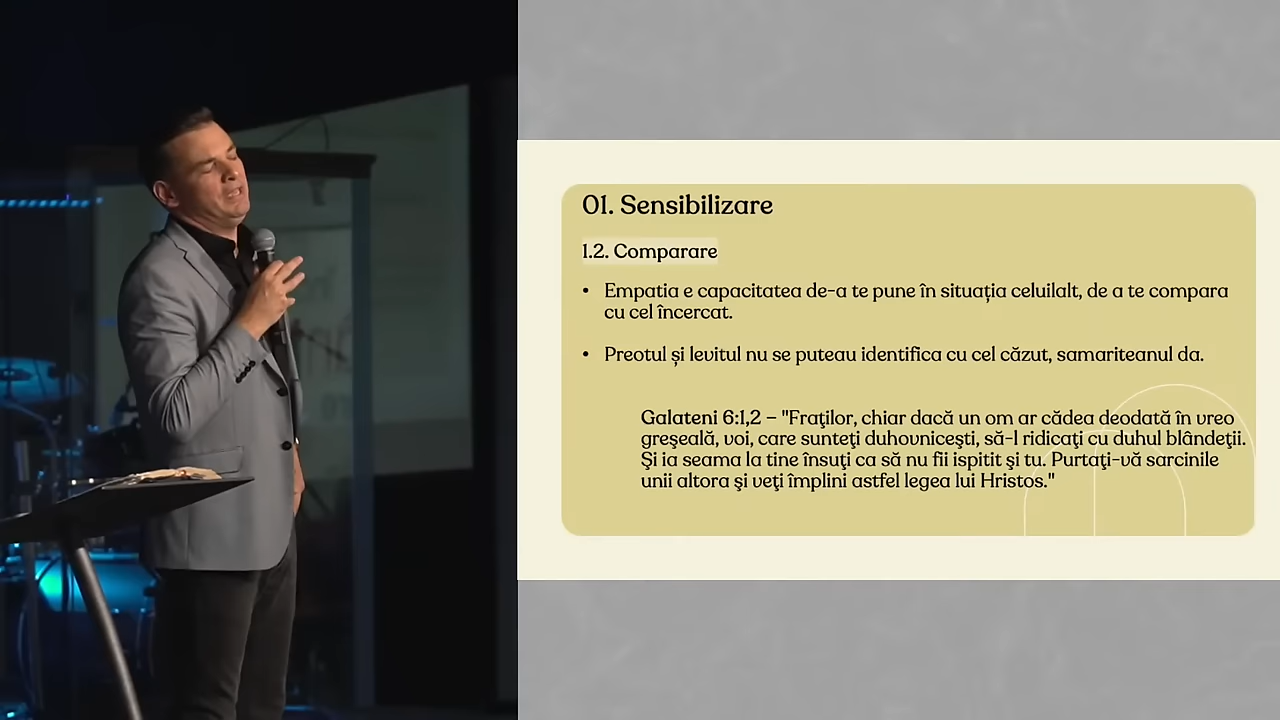 01. Sensibilizare
1.2. Comparare
• Empatia e capacitatea de-a te pune în situația celuilalt, de a te compara
cu cel încercat.
• Preotul și levitul nu se puteau identifica cu cel căzut, samariteanul da.
Galateni 6:1,2 – "Fraţilor, chiar dacă un om ar cădea deodată în vreo
greşeală, voi, care sunteţi duhovniceşti, să-l ridicaţi cu duhul blândeţii.
Şi ia seama la tine însuţi ca să nu fii ispitit şi tu. Purtaţi-vă sarcinile
unii altora şi veţi împlini astfel legea lui Hristos."